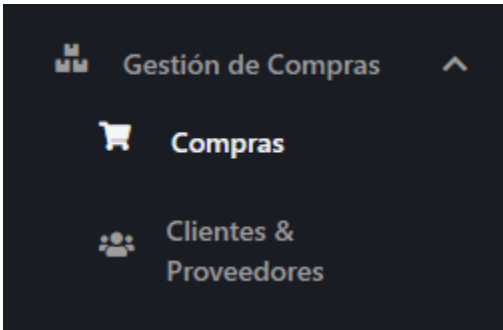 Gestión de Compras
Compras
Clientes &
Proveedores